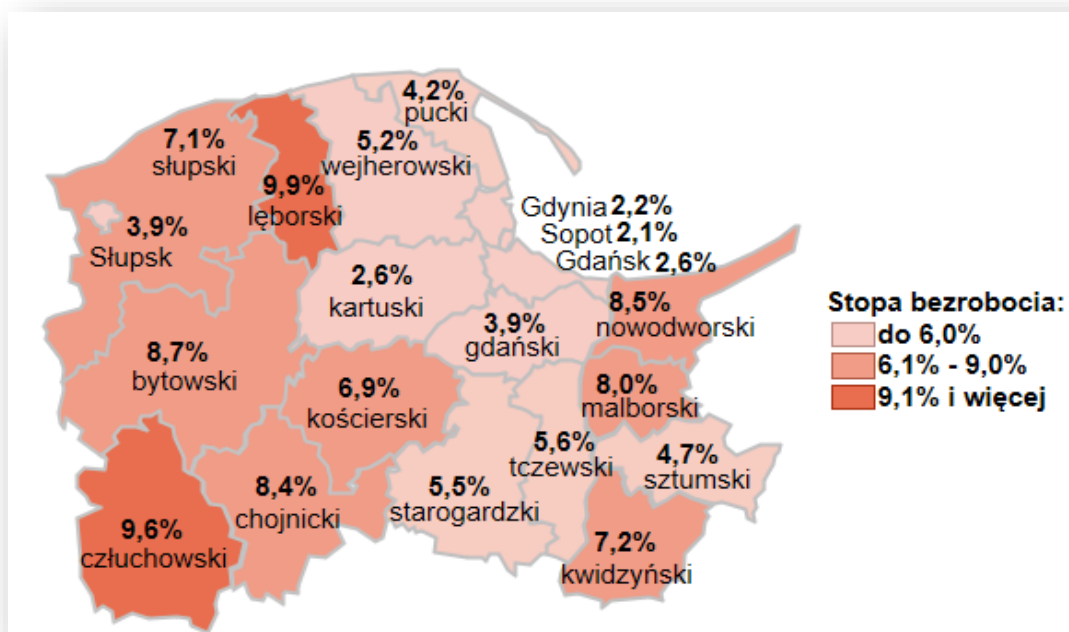 4,2%
pucki
7,1%
słupski
5,2%
wejherowski
9,9%
lęborski
3,9%
Słupsk
Gdynia 2,2%
Sopot 2,1%
Gdańsk 2,6%
2,6%
kartuski
3,9%
gdański
8,5%
nowodworski
8,7%
bytowski
6,9%
kościerski
8,0%
malborski
5,6%
tczewski
4,7%
sztumski
8,4%
chojnicki
5,5%
starogardzki
9,6%
człuchowski
7,2%
kwidzyński
Stopa bezrobocia:
do 6,0%
6,1% - 9,0%
9,1% i więcej